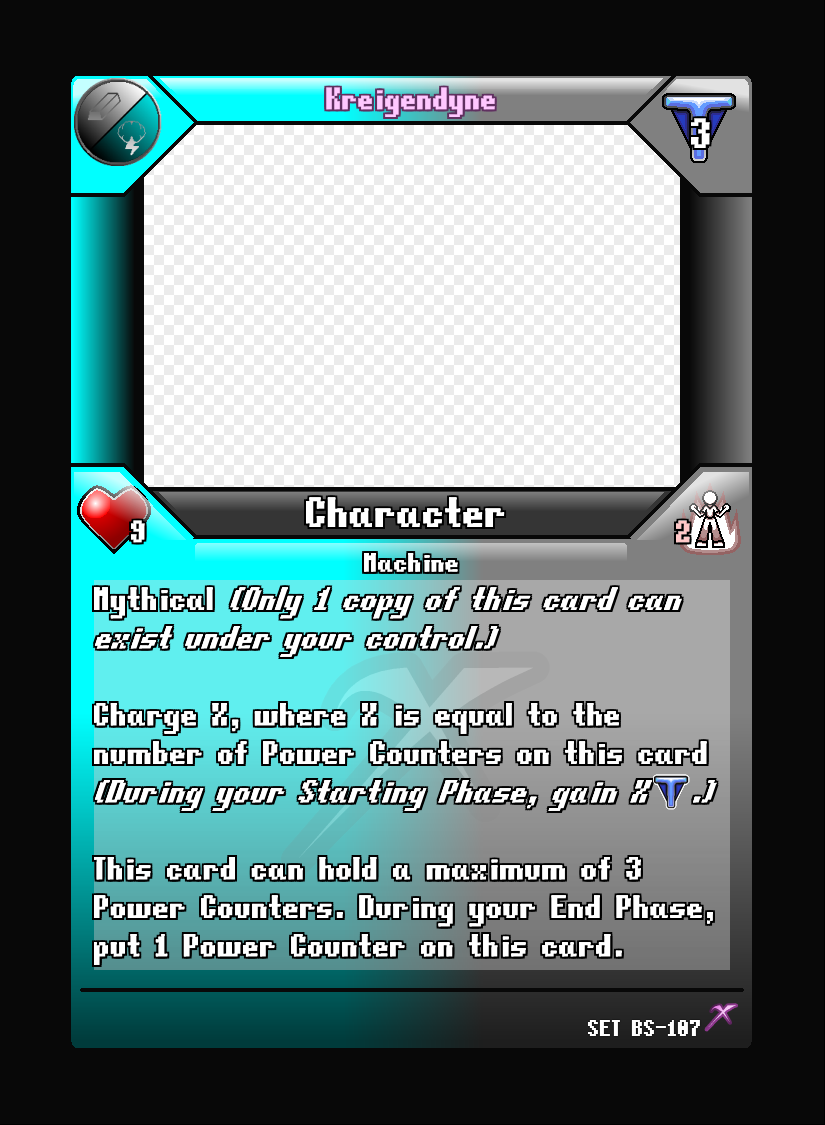 Kreigendyne
3
Character
9
2
Machine
Mythical (Only 1 copy of this card can
exist under your control.)
Charge X, where X is equal to the
number of Power Counters on this card
(During your Starting Phase, gain X T.)
This card can hold a maximum of 3
Power Counters. During your End Phase,
put 1 Power Counter on this card.
SET BS-107